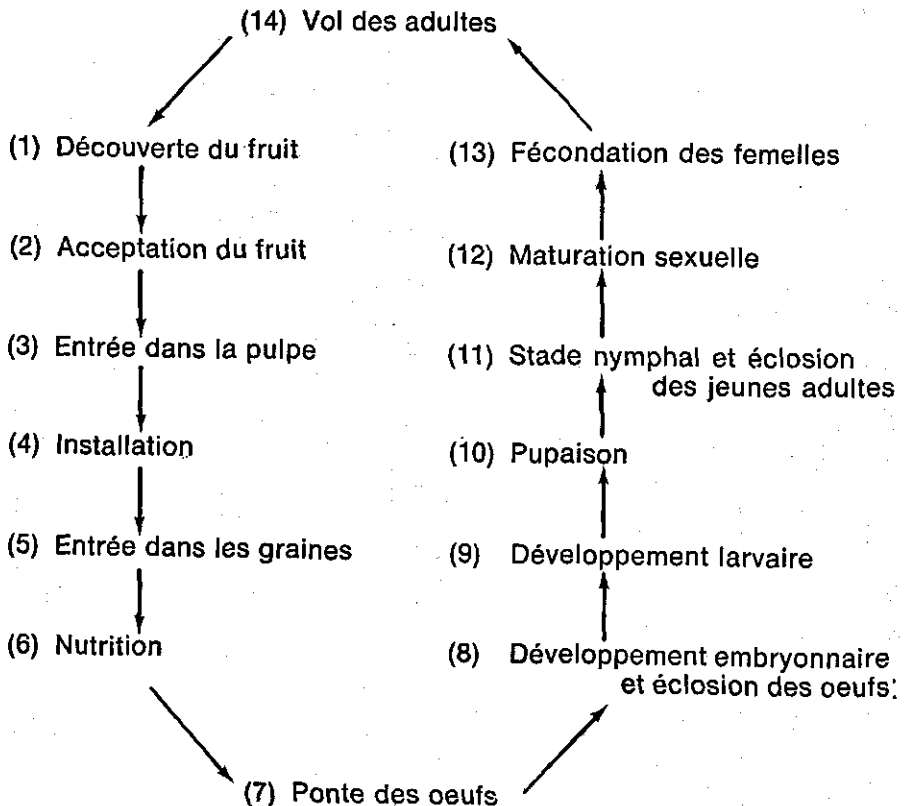 (14) Vol des adultes
(1) Découverte du fruit
(2) Acceptation du fruit
(3) Entrée dans la pulpe
(4) Installation
(5) Entrée dans les graines
(6) Nutrition
(7) Ponte des oeufs
(8) Développement embryonnaire
et éclosion des oeufs:
(9) Développement larvaire
(10) Pupaison
(11) Stade nymphal et éclosion
des jeunes adultes
(12) Maturation sexuelle
(13) Fécondation des femelles